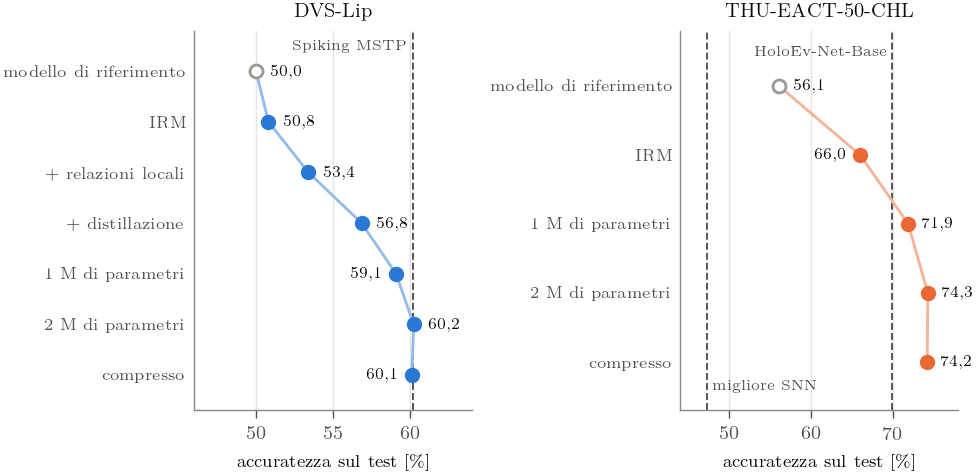 DVS-Lip
Spiking MSTP
modello di riferimento
50,0
IRM
50,8
+ relazioni locali
53,4
+ distillazione
56,8
1 M di parametri
59,1
2 M di parametri
60,2
compresso
60,1
50 55 60
accuratezza sul test [%]
THU-EACT-50-CHL
HoloEv-Net-Base
modello di riferimento
56,1
IRM
66,0
1 M di parametri
71,9
2 M di parametri
74,3
compresso
74,2
migliore SNN
50 60 70
accuratezza sul test [%]